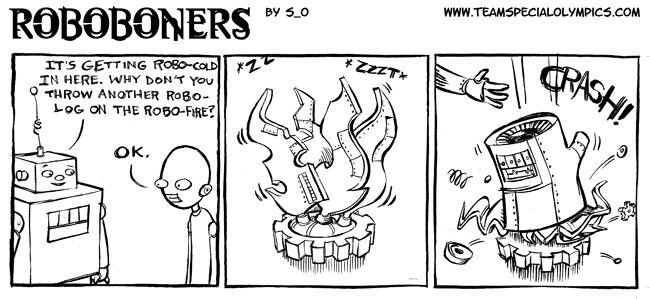 ROBOBONERS BY S_O WWW.TEAMSPECIALOLYMPICS.COM
IT'S GETTING ROBO-COLD
IN HERE. WHY DON'T YOU
THROW ANOTHER ROBO-
LOG ON THE ROBO-FIRE?
OK.
*ZZ
*ZZZT*
CRASH!!